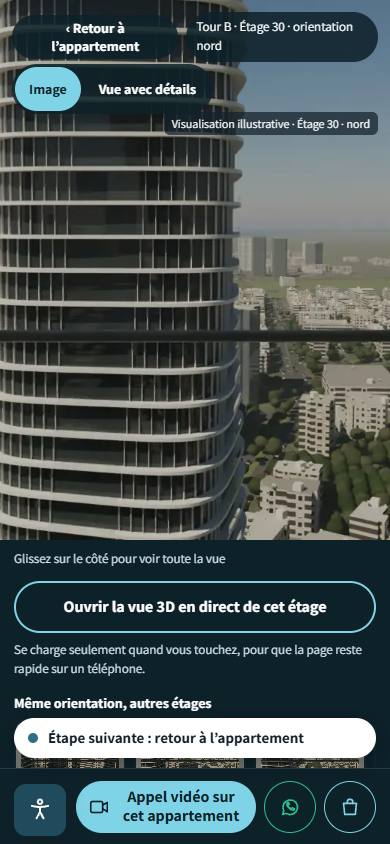 ‹ Retour à
l’appartement
Tour B · Étage 30 · orientation
nord
Image
Vue avec détails
Visualisation illustrative · Étage 30 · nord
Glissez sur le côté pour voir toute la vue
Ouvrir la vue 3D en direct de cet étage
Se charge seulement quand vous touchez, pour que la page reste
rapide sur un téléphone.
Même orientation, autres étages
Étape suivante : retour à l’appartement
Appel vidéo sur
cet appartement